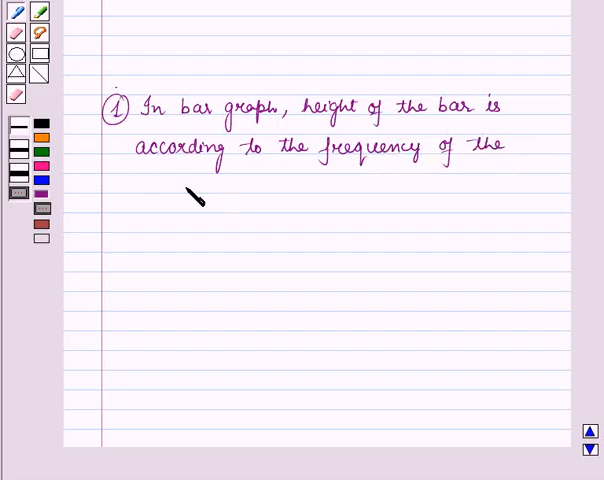 ① In bar graph, height of the bar is
according to the frequency of the